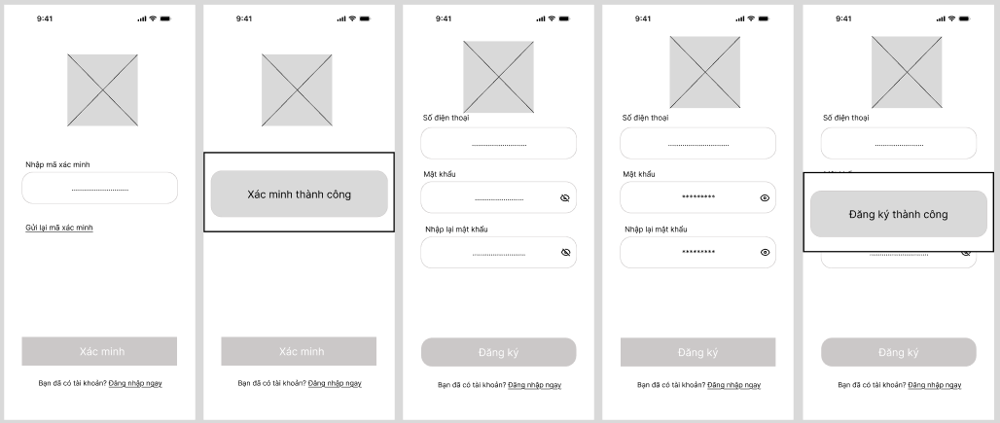 9:41
Nhập mã xác minh
............................
Gửi lại mã xác minh
Xác minh
Bạn đã có tài khoản? Đăng nhập ngay
9:41
Xác minh thành công
Xác minh
Bạn đã có tài khoản? Đăng nhập ngay
9:41
Số điện thoại
...........................
Mật khẩu
........................
Nhập lại mật khẩu
..........................
Đăng ký
Bạn đã có tài khoản? Đăng nhập ngay
9:41
Số điện thoại
..............................
Mật khẩu
*********
Nhập lại mật khẩu
*********
Đăng ký
Bạn đã có tài khoản? Đăng nhập ngay
9:41
Số điện thoại
........................
Đăng ký thành công
.............................
Đăng ký
Bạn đã có tài khoản? Đăng nhập ngay